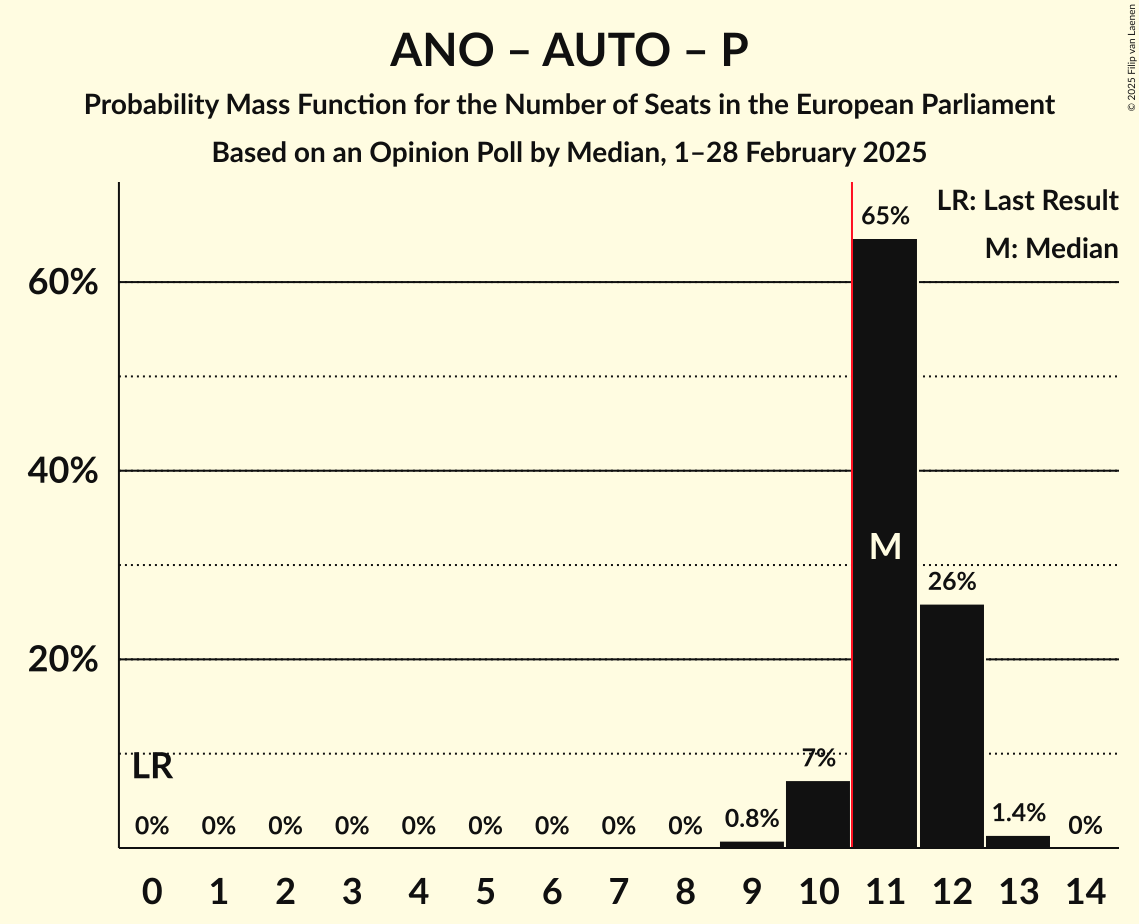 ANO – AUTO – P
Probability Mass Function for the Number of Seats in the European Parliament
Based on an Opinion Poll by Median, 1–28 February 2025
© 2025 Filip van Laenen
LR: Last Result
M: Median
65%
60%
40%
M
26%
20%
LR
7%
0% 0% 0% 0% 0% 0% 0% 0% 0% 0.8% 1.4% 0%
0 1 2 3 4 5 6 7 8 9 10 11 12 13 14